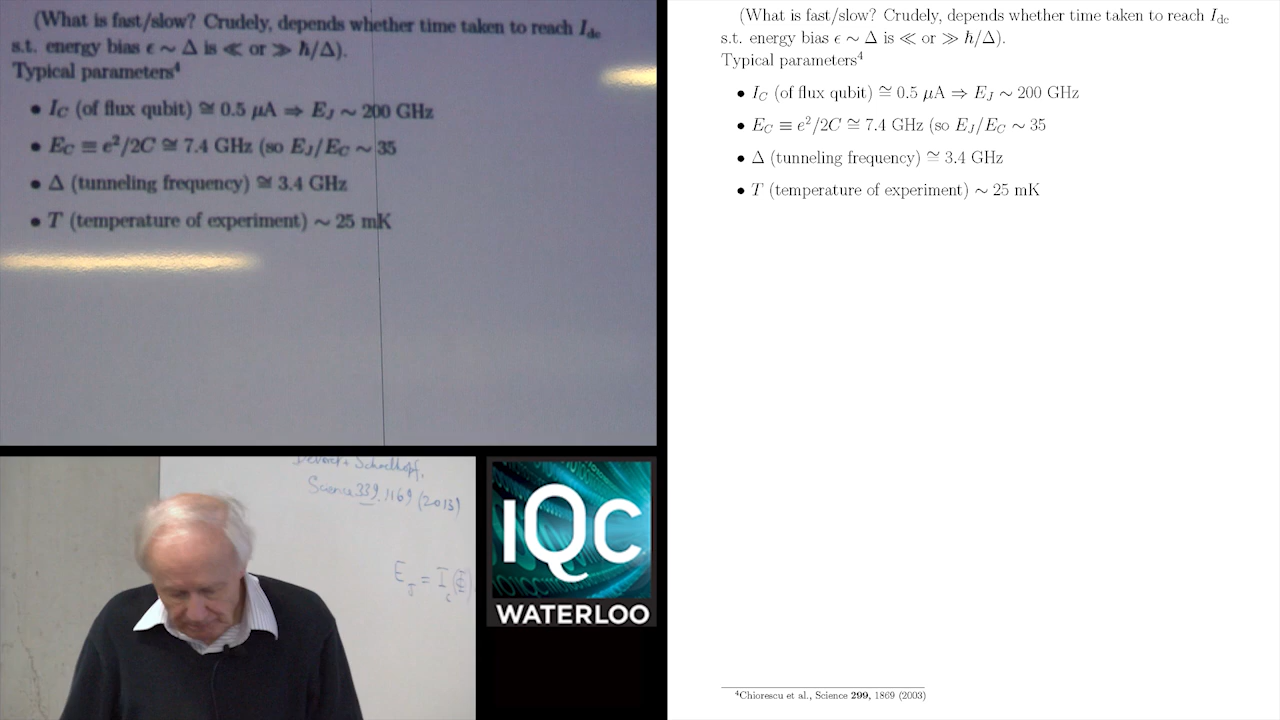 (What is fast/slow? Crudely, depends whether time taken to reach I_dc
s.t. energy bias ϵ ∼ Δ is ≪ or ≫ ħ/Δ).
Typical parameters⁴
• I_C (of flux qubit) ≅ 0.5 μA ⇒ E_J ∼ 200 GHz
• E_C ≡ e²/2C ≅ 7.4 GHz (so E_J/E_C ∼ 35
• Δ (tunneling frequency) ≅ 3.4 GHz
• T (temperature of experiment) ∼ 25 mK
Devoret + Schoelkopf,
Science 339, 1169 (2013)
E_J = I_c
IQC
WATERLOO
(What is fast/slow? Crudely, depends whether time taken to reach I_dc
s.t. energy bias ϵ ∼ Δ is ≪ or ≫ ħ/Δ).
Typical parameters⁴
• I_C (of flux qubit) ≅ 0.5 μA ⇒ E_J ∼ 200 GHz
• E_C ≡ e²/2C ≅ 7.4 GHz (so E_J/E_C ∼ 35
• Δ (tunneling frequency) ≅ 3.4 GHz
• T (temperature of experiment) ∼ 25 mK
⁴Chiorescu et al., Science 299, 1869 (2003)